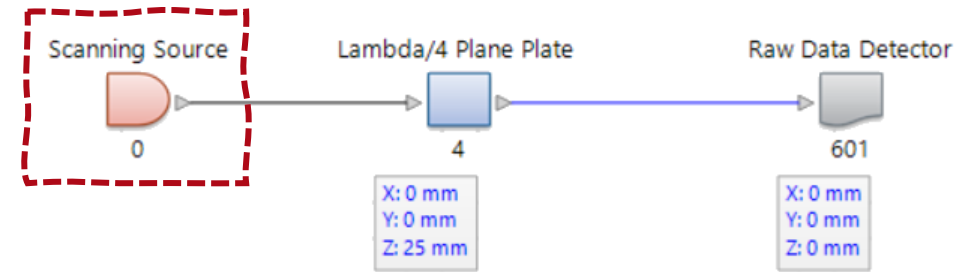 Scanning Source
Lambda/4 Plane Plate
Raw Data Detector
0
4
601
X: 0 mm
Y: 0 mm
Z: 25 mm
X: 0 mm
Y: 0 mm
Z: 0 mm